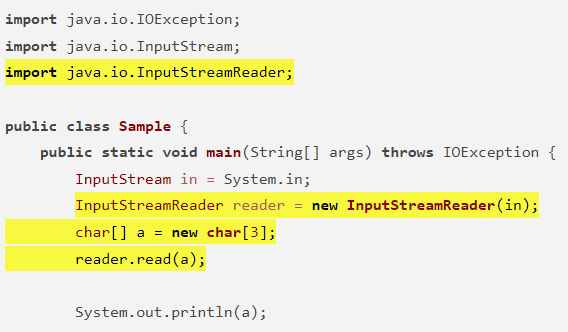 import java.io.IOException;
import java.io.InputStream;
import java.io.InputStreamReader;

public class Sample {
    public static void main(String[] args) throws IOException {
        InputStream in = System.in;
        InputStreamReader reader = new InputStreamReader(in);
        char[] a = new char[3];
        reader.read(a);

        System.out.println(a);